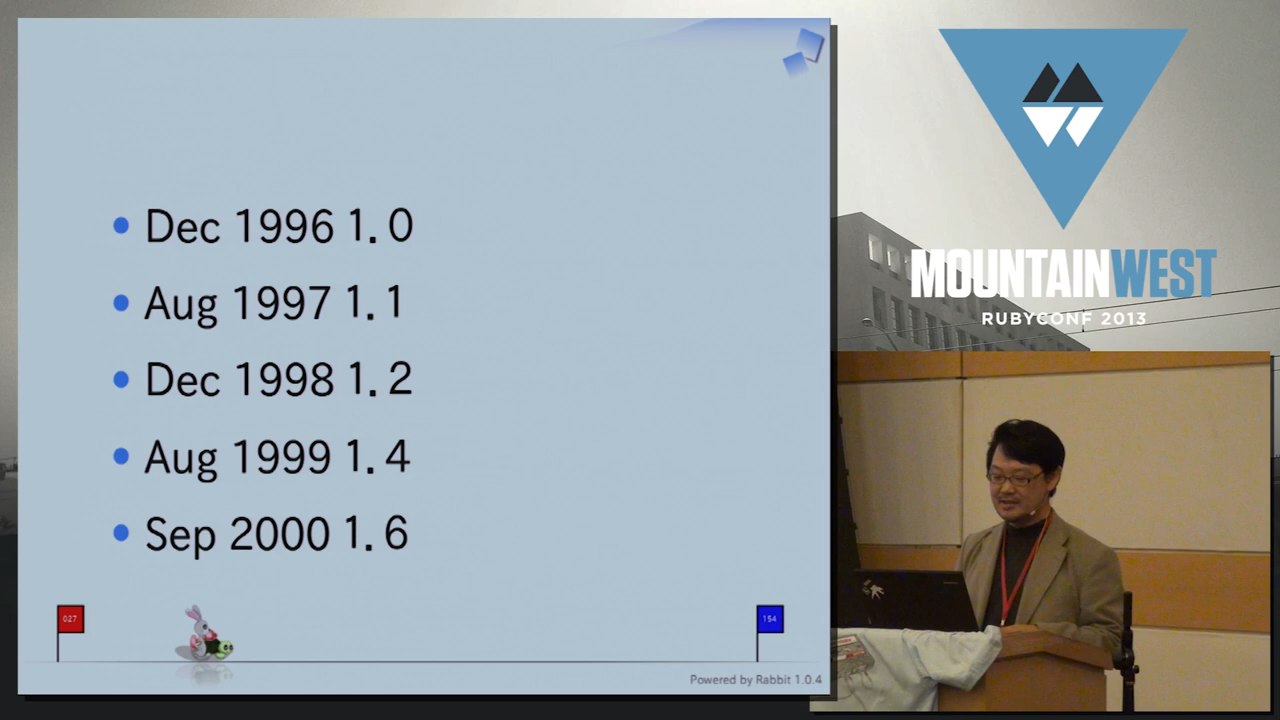 Dec 1996 1.0
Aug 1997 1.1
Dec 1998 1.2
Aug 1999 1.4
Sep 2000 1.6
027
154
Powered by Rabbit 1.0.4
MOUNTAINWEST
RUBYCONF 2013